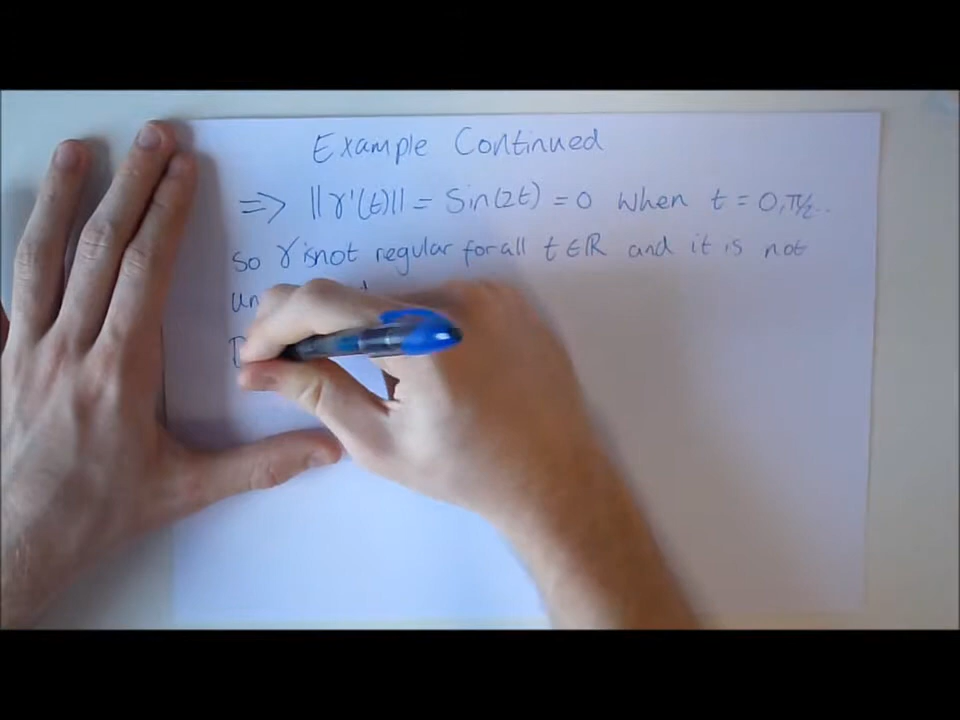 Example Continued
=> ||γ'(t)|| = Sin(2t) = 0 when t = 0, π/2..
so γ is not regular for all t ∈ ℝ and it is not